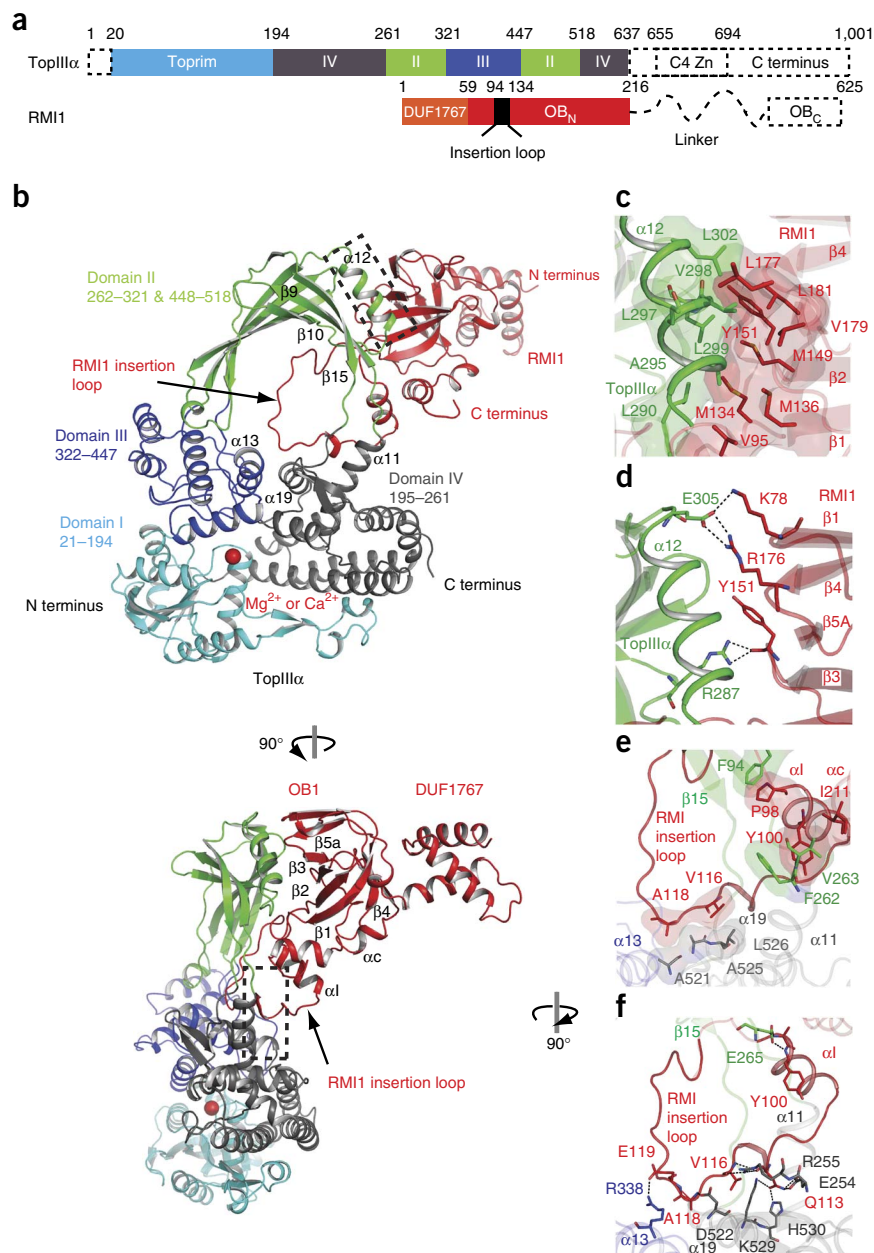 a
1 20 194 261 321 447 518 637 655 694 1,001
TopIIIα Toprim IV II III II IV C4 Zn C terminus
1 59 94 134 216 625
RMI1 DUF1767 OB_N OB_C
Linker
Insertion loop
b
α12
N terminus
Domain II
262–321 & 448–518
β9
β10
RMI1
RMI1 insertion
loop
β15
C terminus
Domain III
322–447
α13
α11
α19
Domain IV
195–261
Domain I
21–194
N terminus
C terminus
Mg2+ or Ca2+
TopIIIα
90°
OB1 DUF1767
β5a
β3
β2
β4
β1
αc
αI
RMI1 insertion loop
90°
c
α12
L302
RMI1
β4
L177
V298
L181
L297
Y151
V179
L299
A295
M149
β2
TopIIIα
L290
M134
M136
V95
β1
d
E305
K78
RMI1
β1
α12
R176
Y151
β4
β5A
TopIIIα
R287
β3
e
F94
αI
αc
I211
β15
P98
RMI
insertion
loop
Y100
V116
V263
F262
A118
α19
α13
L526
α11
A521
A525
f
β15
E265
αI
RMI
insertion
loop
Y100
α11
E119
V116
R255
R338
E254
Q113
A118
D522
H530
α13
α19
K529